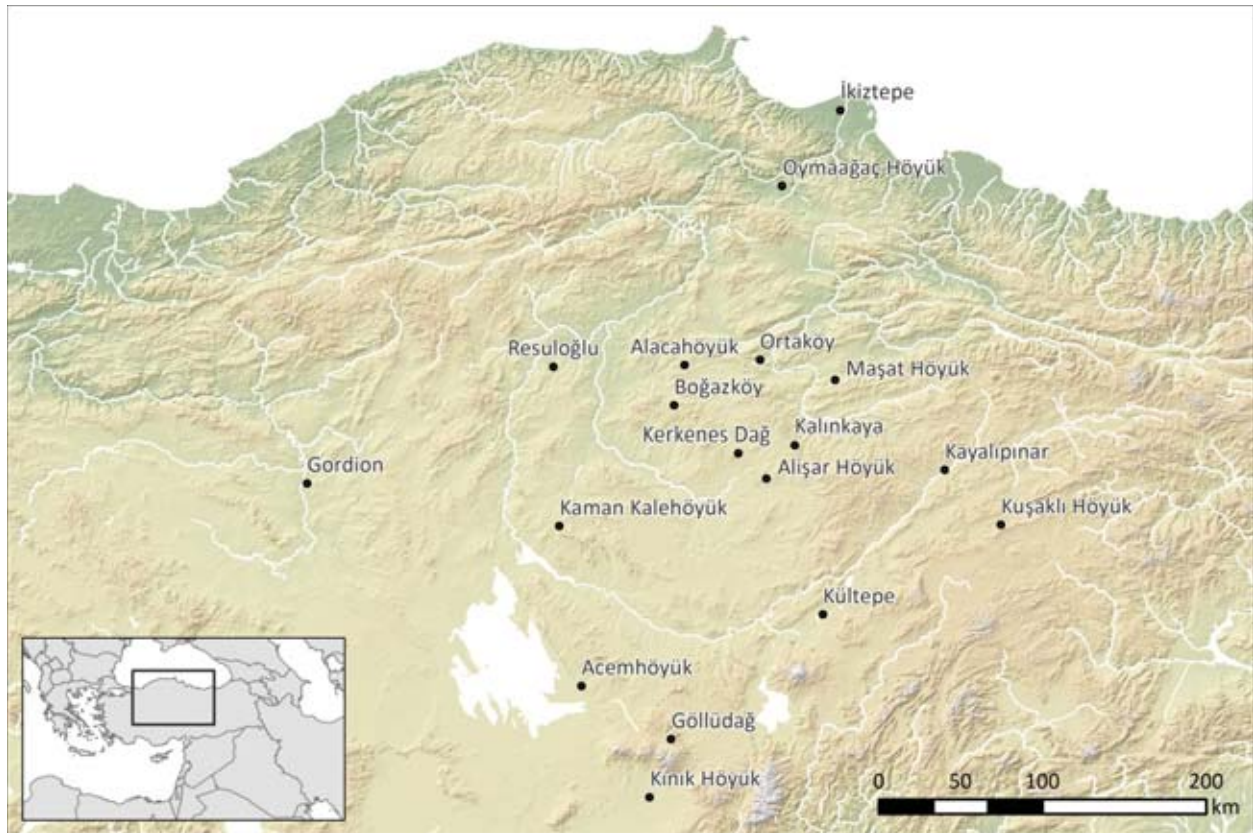 İkiztepe
Oymaağaç Höyük
Resuloğlu
Alacahöyük
Ortaköy
Maşat Höyük
Boğazköy
Kerkenes Dağ
Kalınkaya
Gordion
Alişar Höyük
Kayalıpınar
Kaman Kalehöyük
Kuşaklı Höyük
Kültepe
Acemhöyük
Göllüdağ
Kınık Höyük
0 50 100 200
km